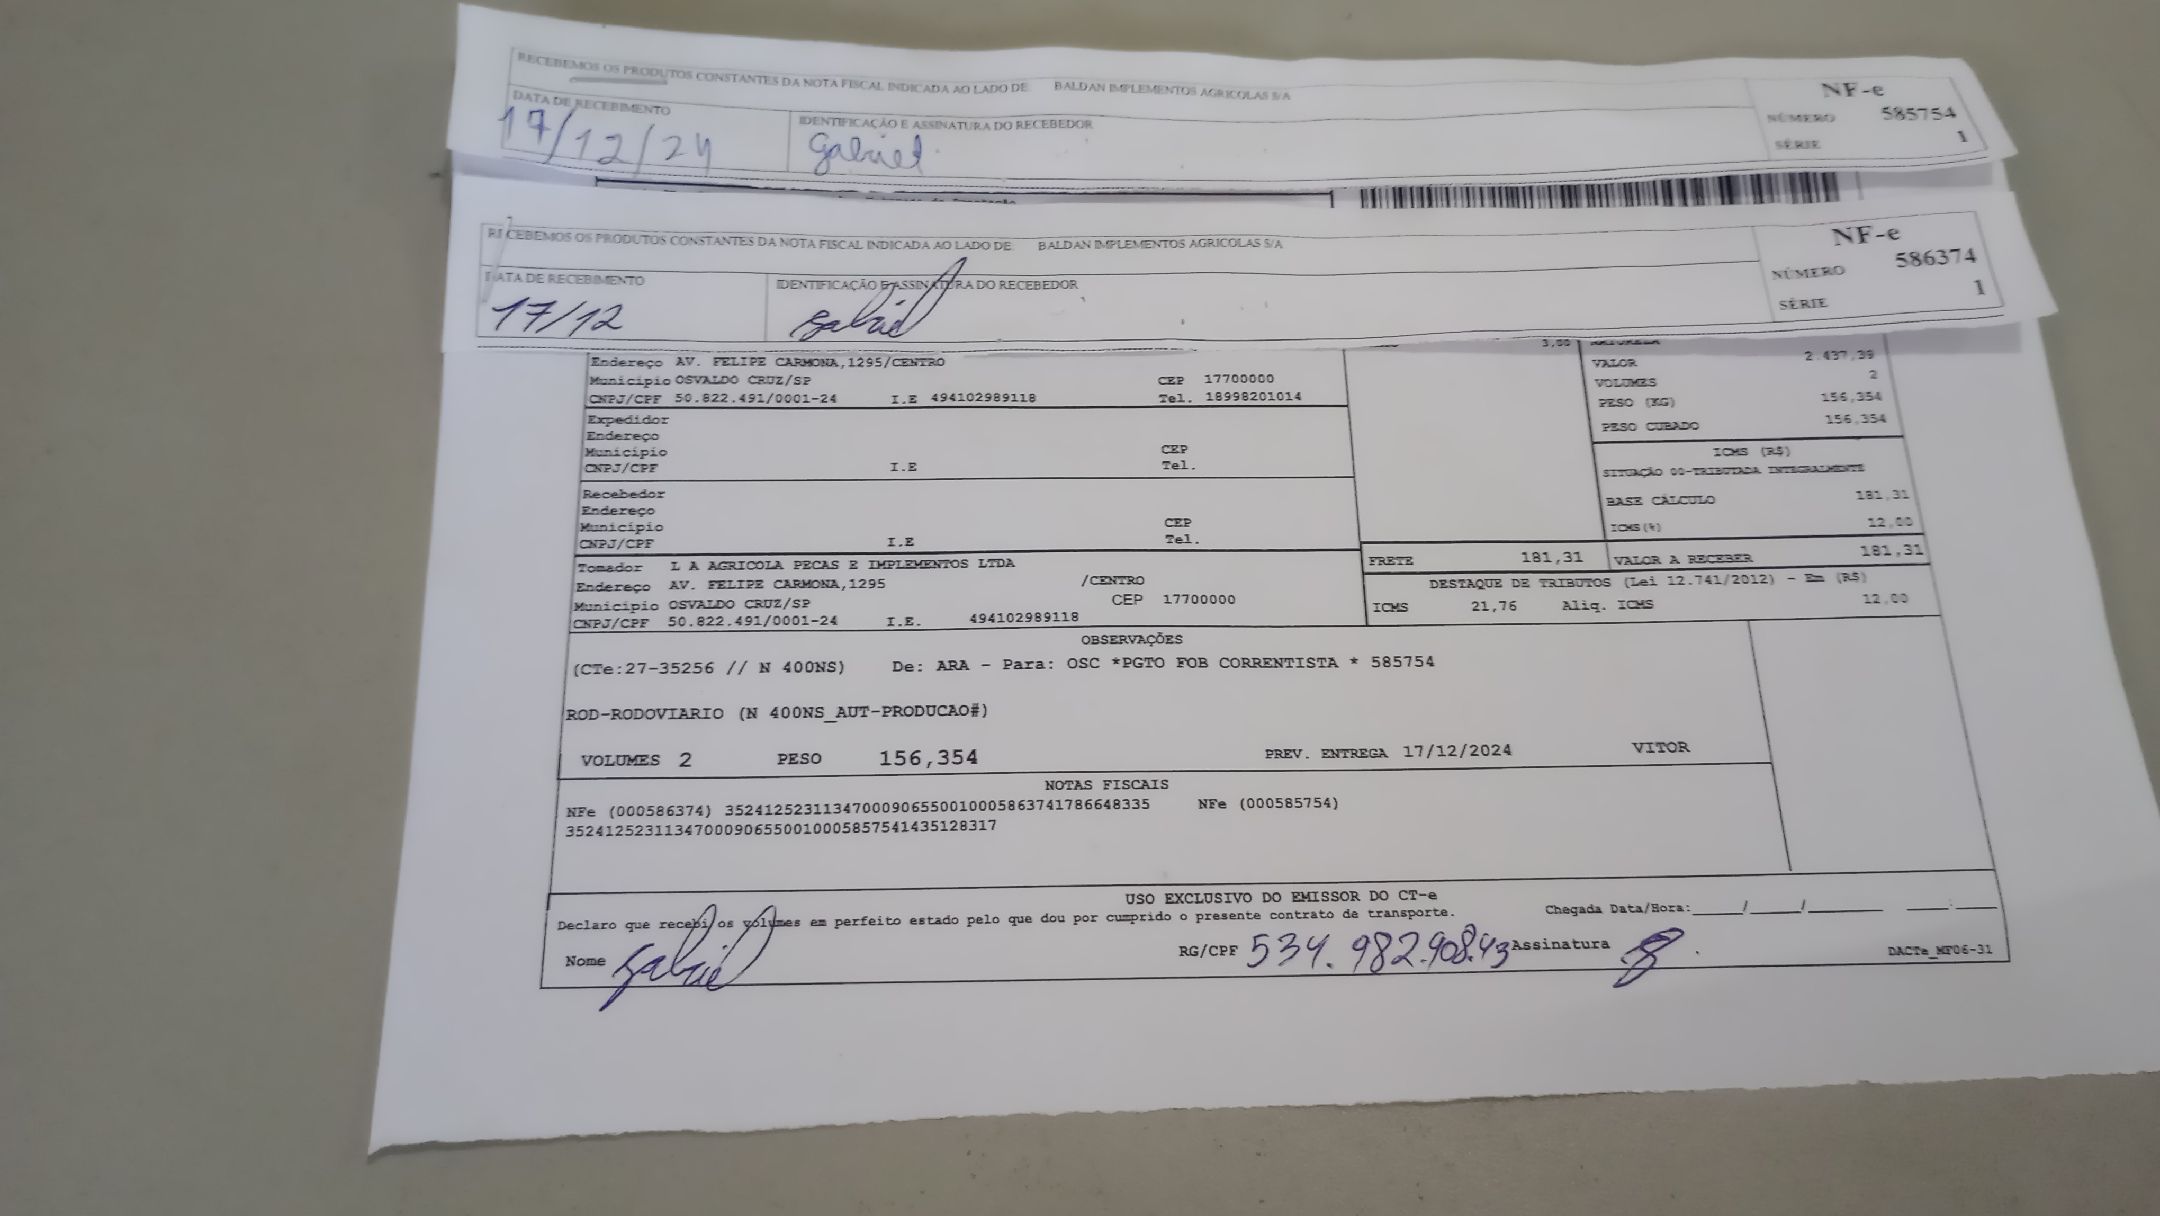 RECEBEMOS OS PRODUTOS CONSTANTES DA NOTA FISCAL INDICADA AO LADO DE BALDAN IMPLEMENTOS AGRICOLAS S/A
NF-e
NÚMERO 585754
SÉRIE 1
DATA DE RECEBIMENTO
17/12/24
IDENTIFICAÇÃO E ASSINATURA DO RECEBEDOR
Gabriel
RECEBEMOS OS PRODUTOS CONSTANTES DA NOTA FISCAL INDICADA AO LADO DE BALDAN IMPLEMENTOS AGRICOLAS S/A
NF-e
NÚMERO 586374
SÉRIE 1
DATA DE RECEBIMENTO
17/12
IDENTIFICAÇÃO E ASSINATURA DO RECEBEDOR
Gabriel
Endereço AV. FELIPE CARMONA,1295/CENTRO
Município OSVALDO CRUZ/SP CEP 17700000
CNPJ/CPF 50.822.491/0001-24 I.E 494102989118 Tel. 18998201014
3,00
VALOR 2.437,39
VOLUMES 2
PESO (KG) 156,354
PESO CUBADO 156,354
Expedidor
Endereço
Município CEP
CNPJ/CPF I.E Tel.
ICMS (R$)
SITUAÇÃO 00-TRIBUTADA INTEGRALMENTE
BASE CÁLCULO 181,31
ICMS(%) 12,00
Recebedor
Endereço
Município CEP
CNPJ/CPF I.E Tel.
FRETE 181,31 VALOR A RECEBER 181,31
Tomador L A AGRICOLA PECAS E IMPLEMENTOS LTDA
Endereço AV. FELIPE CARMONA,1295 /CENTRO
Município OSVALDO CRUZ/SP CEP 17700000
CNPJ/CPF 50.822.491/0001-24 I.E. 494102989118
DESTAQUE DE TRIBUTOS (Lei 12.741/2012) - Em (R$)
ICMS 21,76 Aliq. ICMS 12,00
OBSERVAÇÕES
(CTe:27-35256 // N 400NS) De: ARA - Para: OSC *PGTO FOB CORRENTISTA * 585754
ROD-RODOVIARIO (N 400NS_AUT-PRODUCAO#)
VOLUMES 2 PESO 156,354 PREV. ENTREGA 17/12/2024 VITOR
NOTAS FISCAIS
NFe (000586374) 35241252311347000906550010005863741786648335 NFe (000585754)
35241252311347000906550010005857541435128317
USO EXCLUSIVO DO EMISSOR DO CT-e
Declaro que recebi os volumes em perfeito estado pelo que dou por cumprido o presente contrato de transporte. Chegada Data/Hora:____/____/______ ___:___
Nome Gabriel RG/CPF 534.982.908.43 Assinatura
DACTe_MF06-31